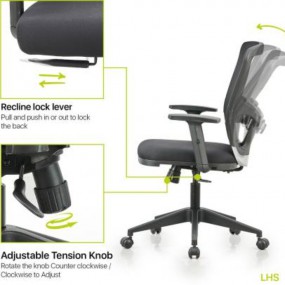 Recline lock lever
Pull and push in or out to lock
the back
Adjustable Tension Knob
Rotate the knob Counter clockwise /
Clockwise to Adjust
LHS